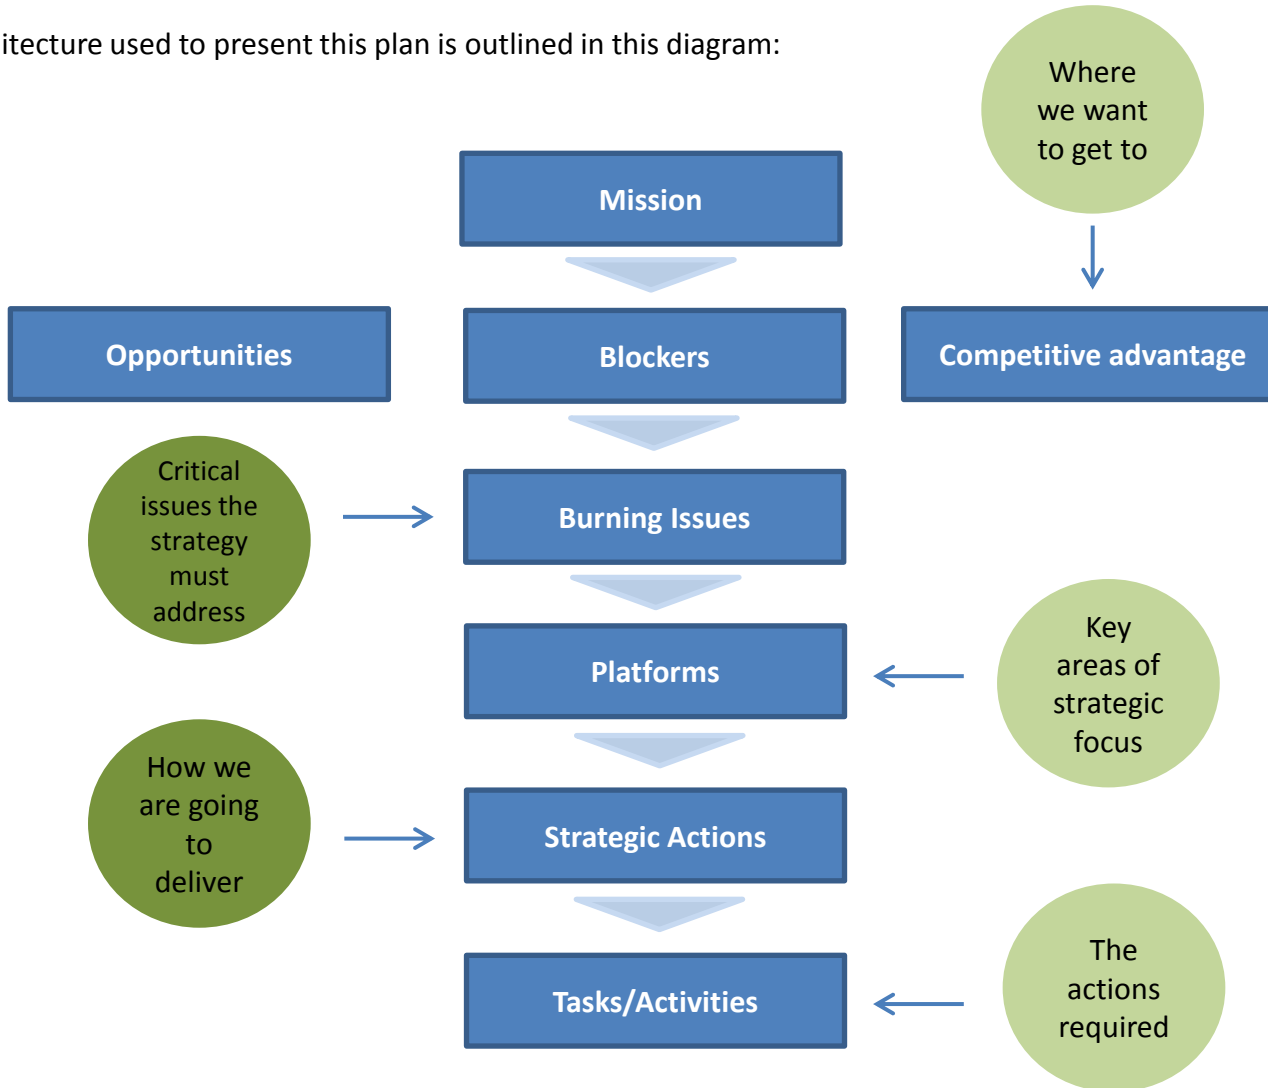 itecture used to present this plan is outlined in this diagram:
Where
we want
to get to
Mission
Opportunities
Blockers
Competitive advantage
Critical
issues the
strategy
must
address
Burning Issues
Platforms
Key
areas of
strategic
focus
How we
are going
to
deliver
Strategic Actions
Tasks/Activities
The
actions
required